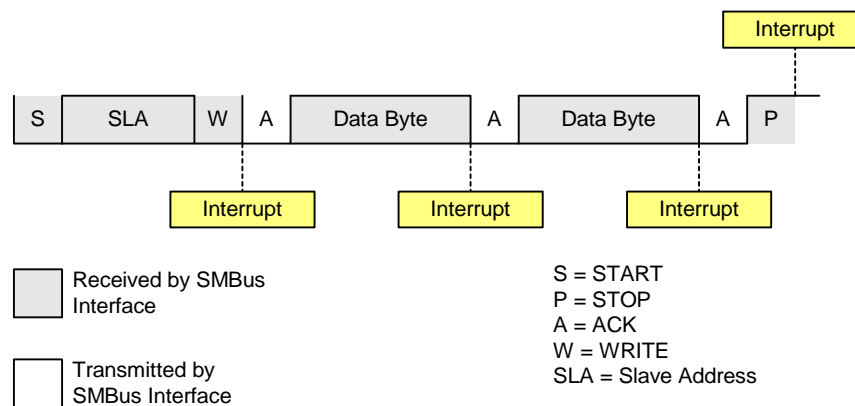 Interrupt
S SLA W A Data Byte A Data Byte A P
Interrupt Interrupt Interrupt
Received by SMBus
Interface
Transmitted by
SMBus Interface
S = START
P = STOP
A = ACK
W = WRITE
SLA = Slave Address